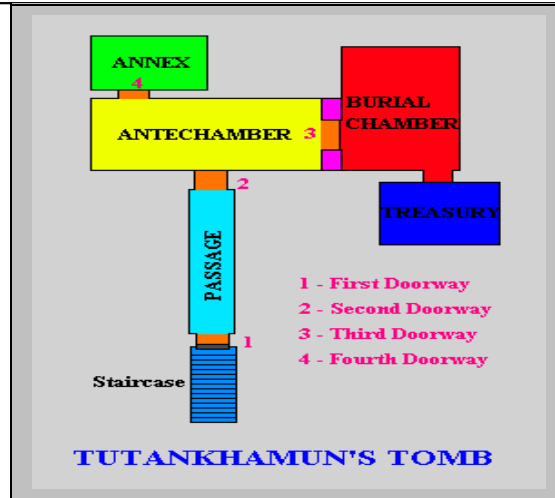 ANNEX
4
BURIAL
CHAMBER
ANTECHAMBER
3
2
TREASURY
PASSAGE
1 - First Doorway
2 - Second Doorway
3 - Third Doorway
4 - Fourth Doorway
1
Staircase
TUTANKHAMUN'S TOMB